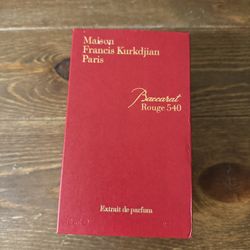 Maison
Francis Kurkdjian
Paris
Baccarat
Rouge 540
Extrait de parfum